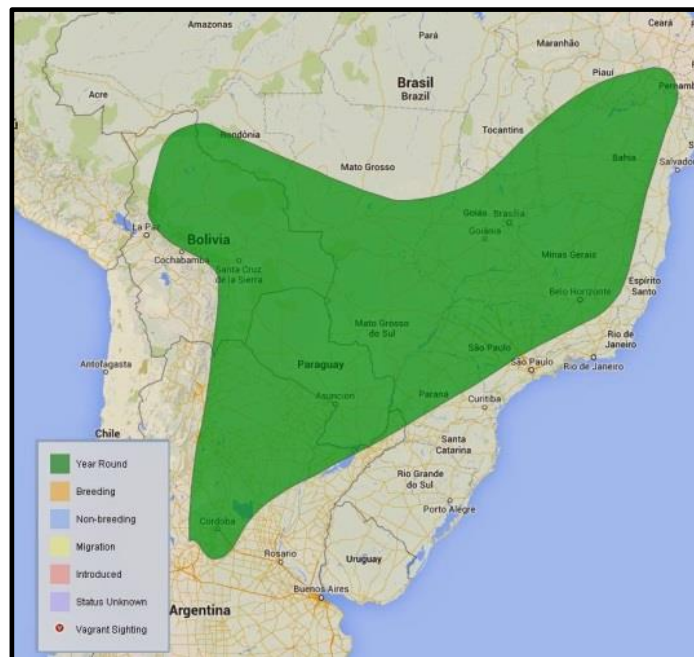 Amazonas
Pará
Maranhão
Ceará
Brasil
Brazil
Piauí
Acre
Rondônia
Tocantins
Mato Grosso
Bahia
Salvador
Goiás
Brasília
Goiânia
La Paz
Bolivia
Cochabamba
Santa Cruz
de la Sierra
Minas Gerais
Belo Horizonte
Espírito
Santo
Mato Grosso
do Sul
São Paulo
São Paulo
Rio de
Janeiro
Rio de Janeiro
Antofagasta
Paraguay
Asunción
Paraná
Curitiba
Santa
Catarina
Chile
Rio Grande
do Sul
Porto Alegre
Córdoba
Rosario
Uruguay
Buenos Aires
Argentina
Year Round
Breeding
Non-breeding
Migration
Introduced
Status Unknown
Vagrant Sighting